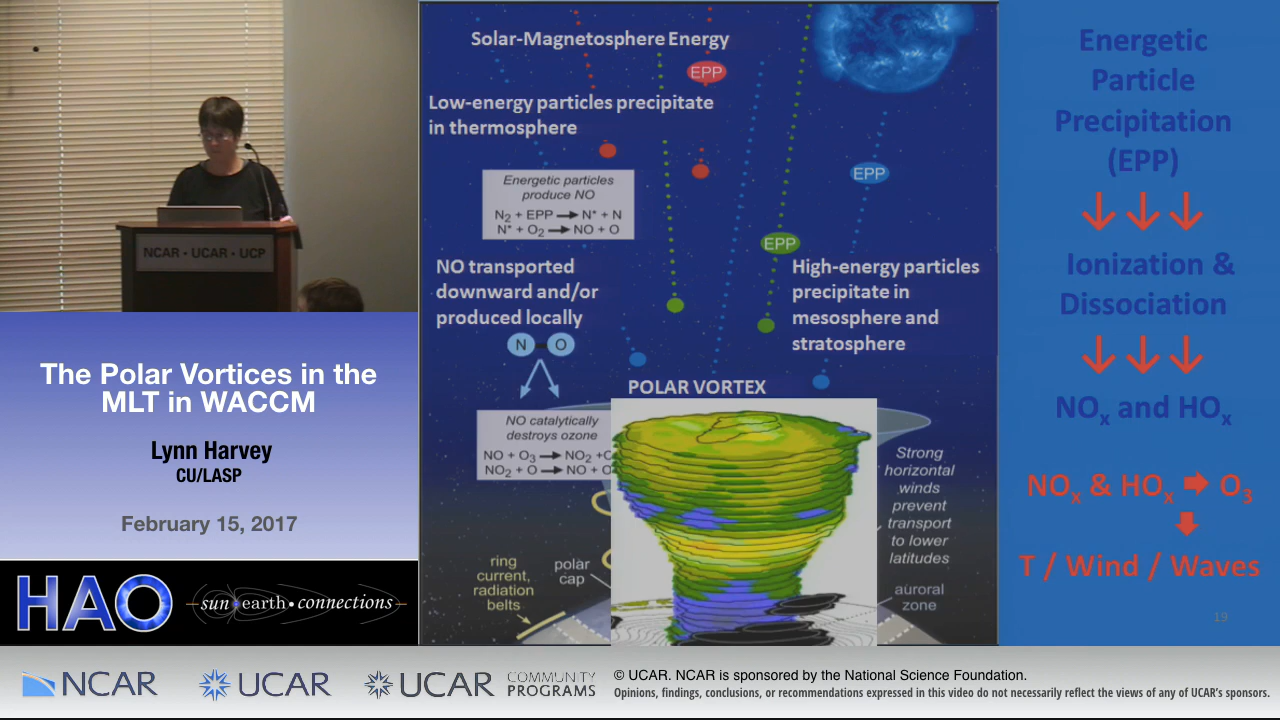 NCAR • UCAR • UCP
The Polar Vortices in the
MLT in WACCM
Lynn Harvey
CU/LASP
February 15, 2017
HAO
sun earth • connections
Solar-Magnetosphere Energy
EPP
Low-energy particles precipitate
in thermosphere
EPP
Energetic particles
produce NO
N2 + EPP → N* + N
N* + O2 → NO + O
EPP
NO transported
downward and/or
produced locally
High-energy particles
precipitate in
mesosphere and
stratosphere
N O
POLAR VORTEX
NO catalytically
destroys ozone
NO + O3 → NO2 +O
NO2 + O → NO + O
Strong
horizontal
winds
prevent
transport
to lower
latitudes
ring
current,
radiation
belts
polar
cap
auroral
zone
Energetic
Particle
Precipitation
(EPP)
Ionization &
Dissociation
NOx and HOx
NOx & HOx → O3
T / Wind / Waves
19
NCAR
UCAR
UCAR
COMMUNITY
PROGRAMS
© UCAR. NCAR is sponsored by the National Science Foundation.
Opinions, findings, conclusions, or recommendations expressed in this video do not necessarily reflect the views of any of UCAR's sponsors.